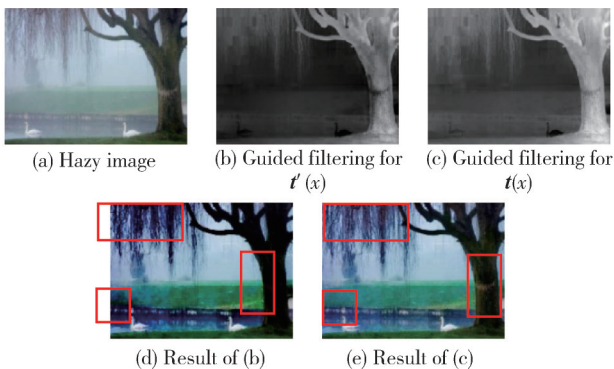 (a) Hazy image
(b) Guided filtering for
t′ (x)
(c) Guided filtering for
t(x)
(d) Result of (b)
(e) Result of (c)